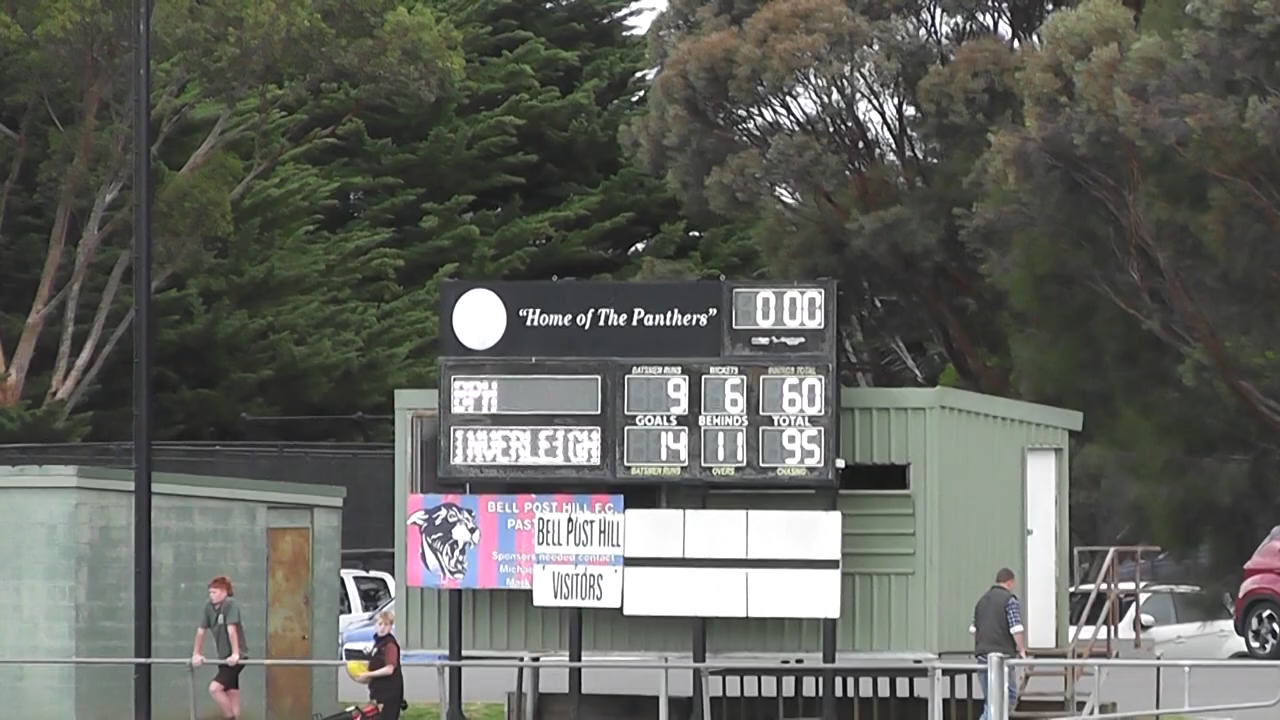 “Home of The Panthers”
0 00
BATSMEN RUNS WICKETS INNINGS TOTAL
BPH 9 6 60
GOALS BEHINDS TOTAL
INVERLEIGH 14 11 95
BATSMEN RUNS OVERS CHASING
BELL POST HILL F.C.
PAST
BELL POST HILL
Sponsors needed contact
VISITORS